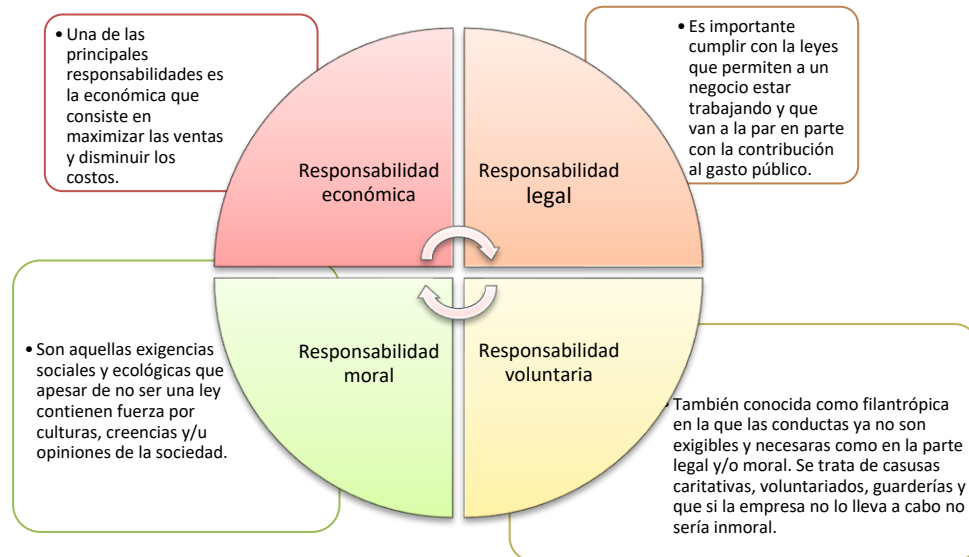 • Una de las
principales
responsabilidades es
la económica que
consiste en
maximizar las ventas
y disminuir los
costos.
Responsabilidad
económica
• Es importante
cumplir con la leyes
que permiten a un
negocio estar
trabajando y que
van a la par en parte
con la contribución
al gasto público.
Responsabilidad
legal
• Son aquellas exigencias
sociales y ecológicas que
apesar de no ser una ley
contienen fuerza por
culturas, creencias y/u
opiniones de la sociedad.
Responsabilidad
moral
Responsabilidad
voluntaria
• También conocida como filantrópica
en la que las conductas ya no son
exigibles y necesaras como en la parte
legal y/o moral. Se trata de casusas
caritativas, voluntariados, guarderías y
que si la empresa no lo lleva a cabo no
sería inmoral.